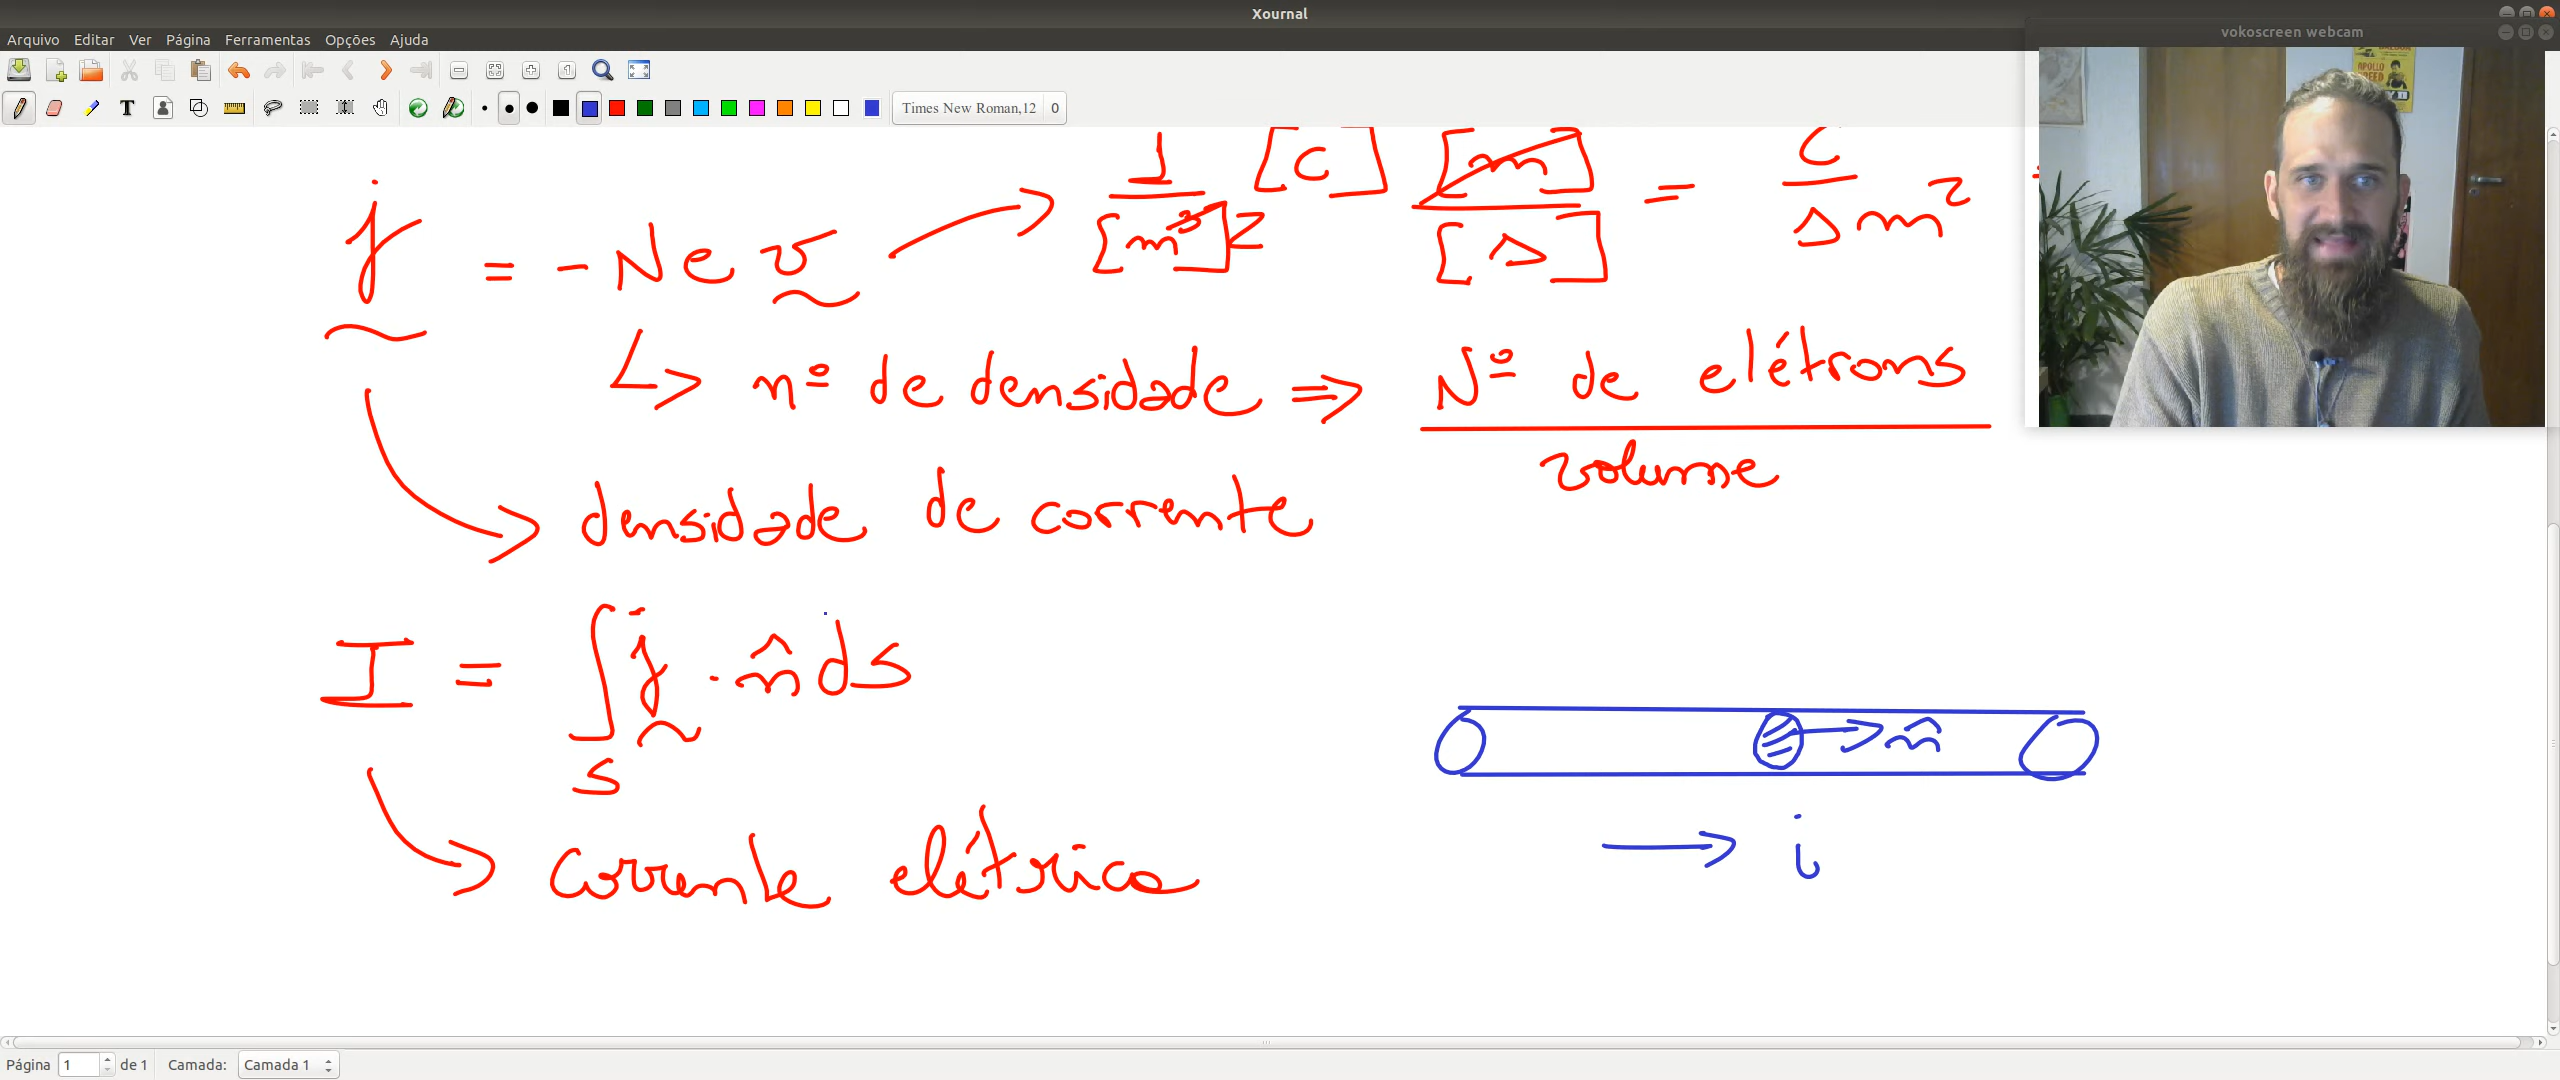 Xournal
Arquivo Editar Ver Página Ferramentas Opções Ajuda
vokoscreen webcam
Times New Roman,12 0
APOLLO
j = - N e v → 1/[m³] 2 [C] [m]/[s] = C/s m²
↳ nº de densidade ⇒ Nº de elétrons
volume
densidade de corrente
I = ∫ j · n̂ ds
S
n̂
→ i
corrente elétrica
Página 1 de 1 Camada: Camada 1